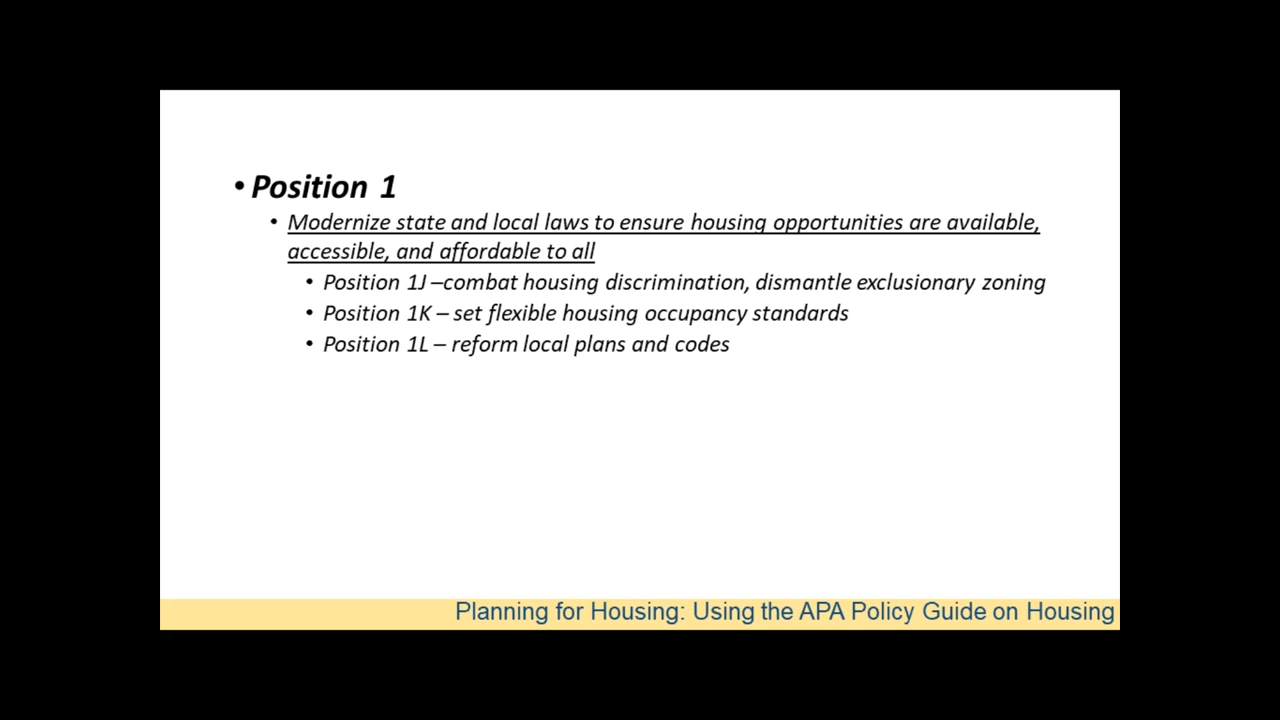 • Position 1
• Modernize state and local laws to ensure housing opportunities are available,
accessible, and affordable to all
• Position 1J –combat housing discrimination, dismantle exclusionary zoning
• Position 1K – set flexible housing occupancy standards
• Position 1L – reform local plans and codes
Planning for Housing: Using the APA Policy Guide on Housing